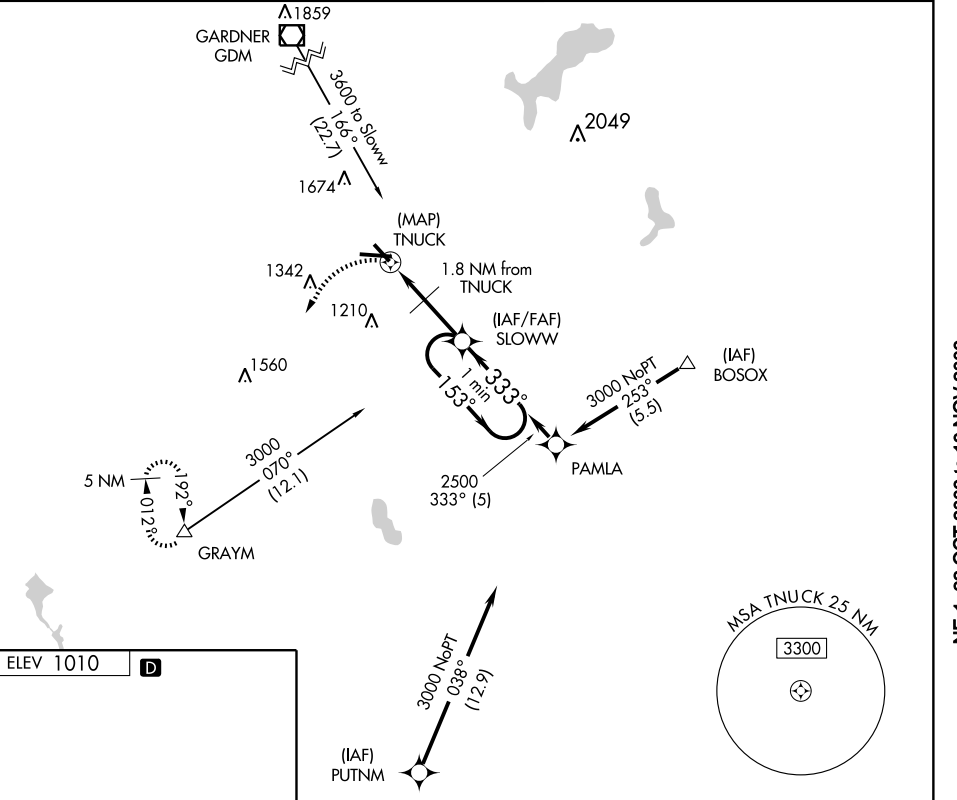 1859
GARDNER
GDM
3600 to Sloww
166°
(22.7)
2049
1674
(MAP)
TNUCK
1342
1.8 NM from
TNUCK
1210
(IAF/FAF)
SLOWW
1560
333°
1 min
153°
3000 NoPT
253°
(5.5)
(IAF)
BOSOX
PAMLA
2500
333° (5)
3000
070°
(12.1)
5 NM
192°
012°
GRAYM
ELEV 1010
D
3000 NoPT
038°
(12.9)
(IAF)
PUTNM
MSA TNUCK 25 NM
3300